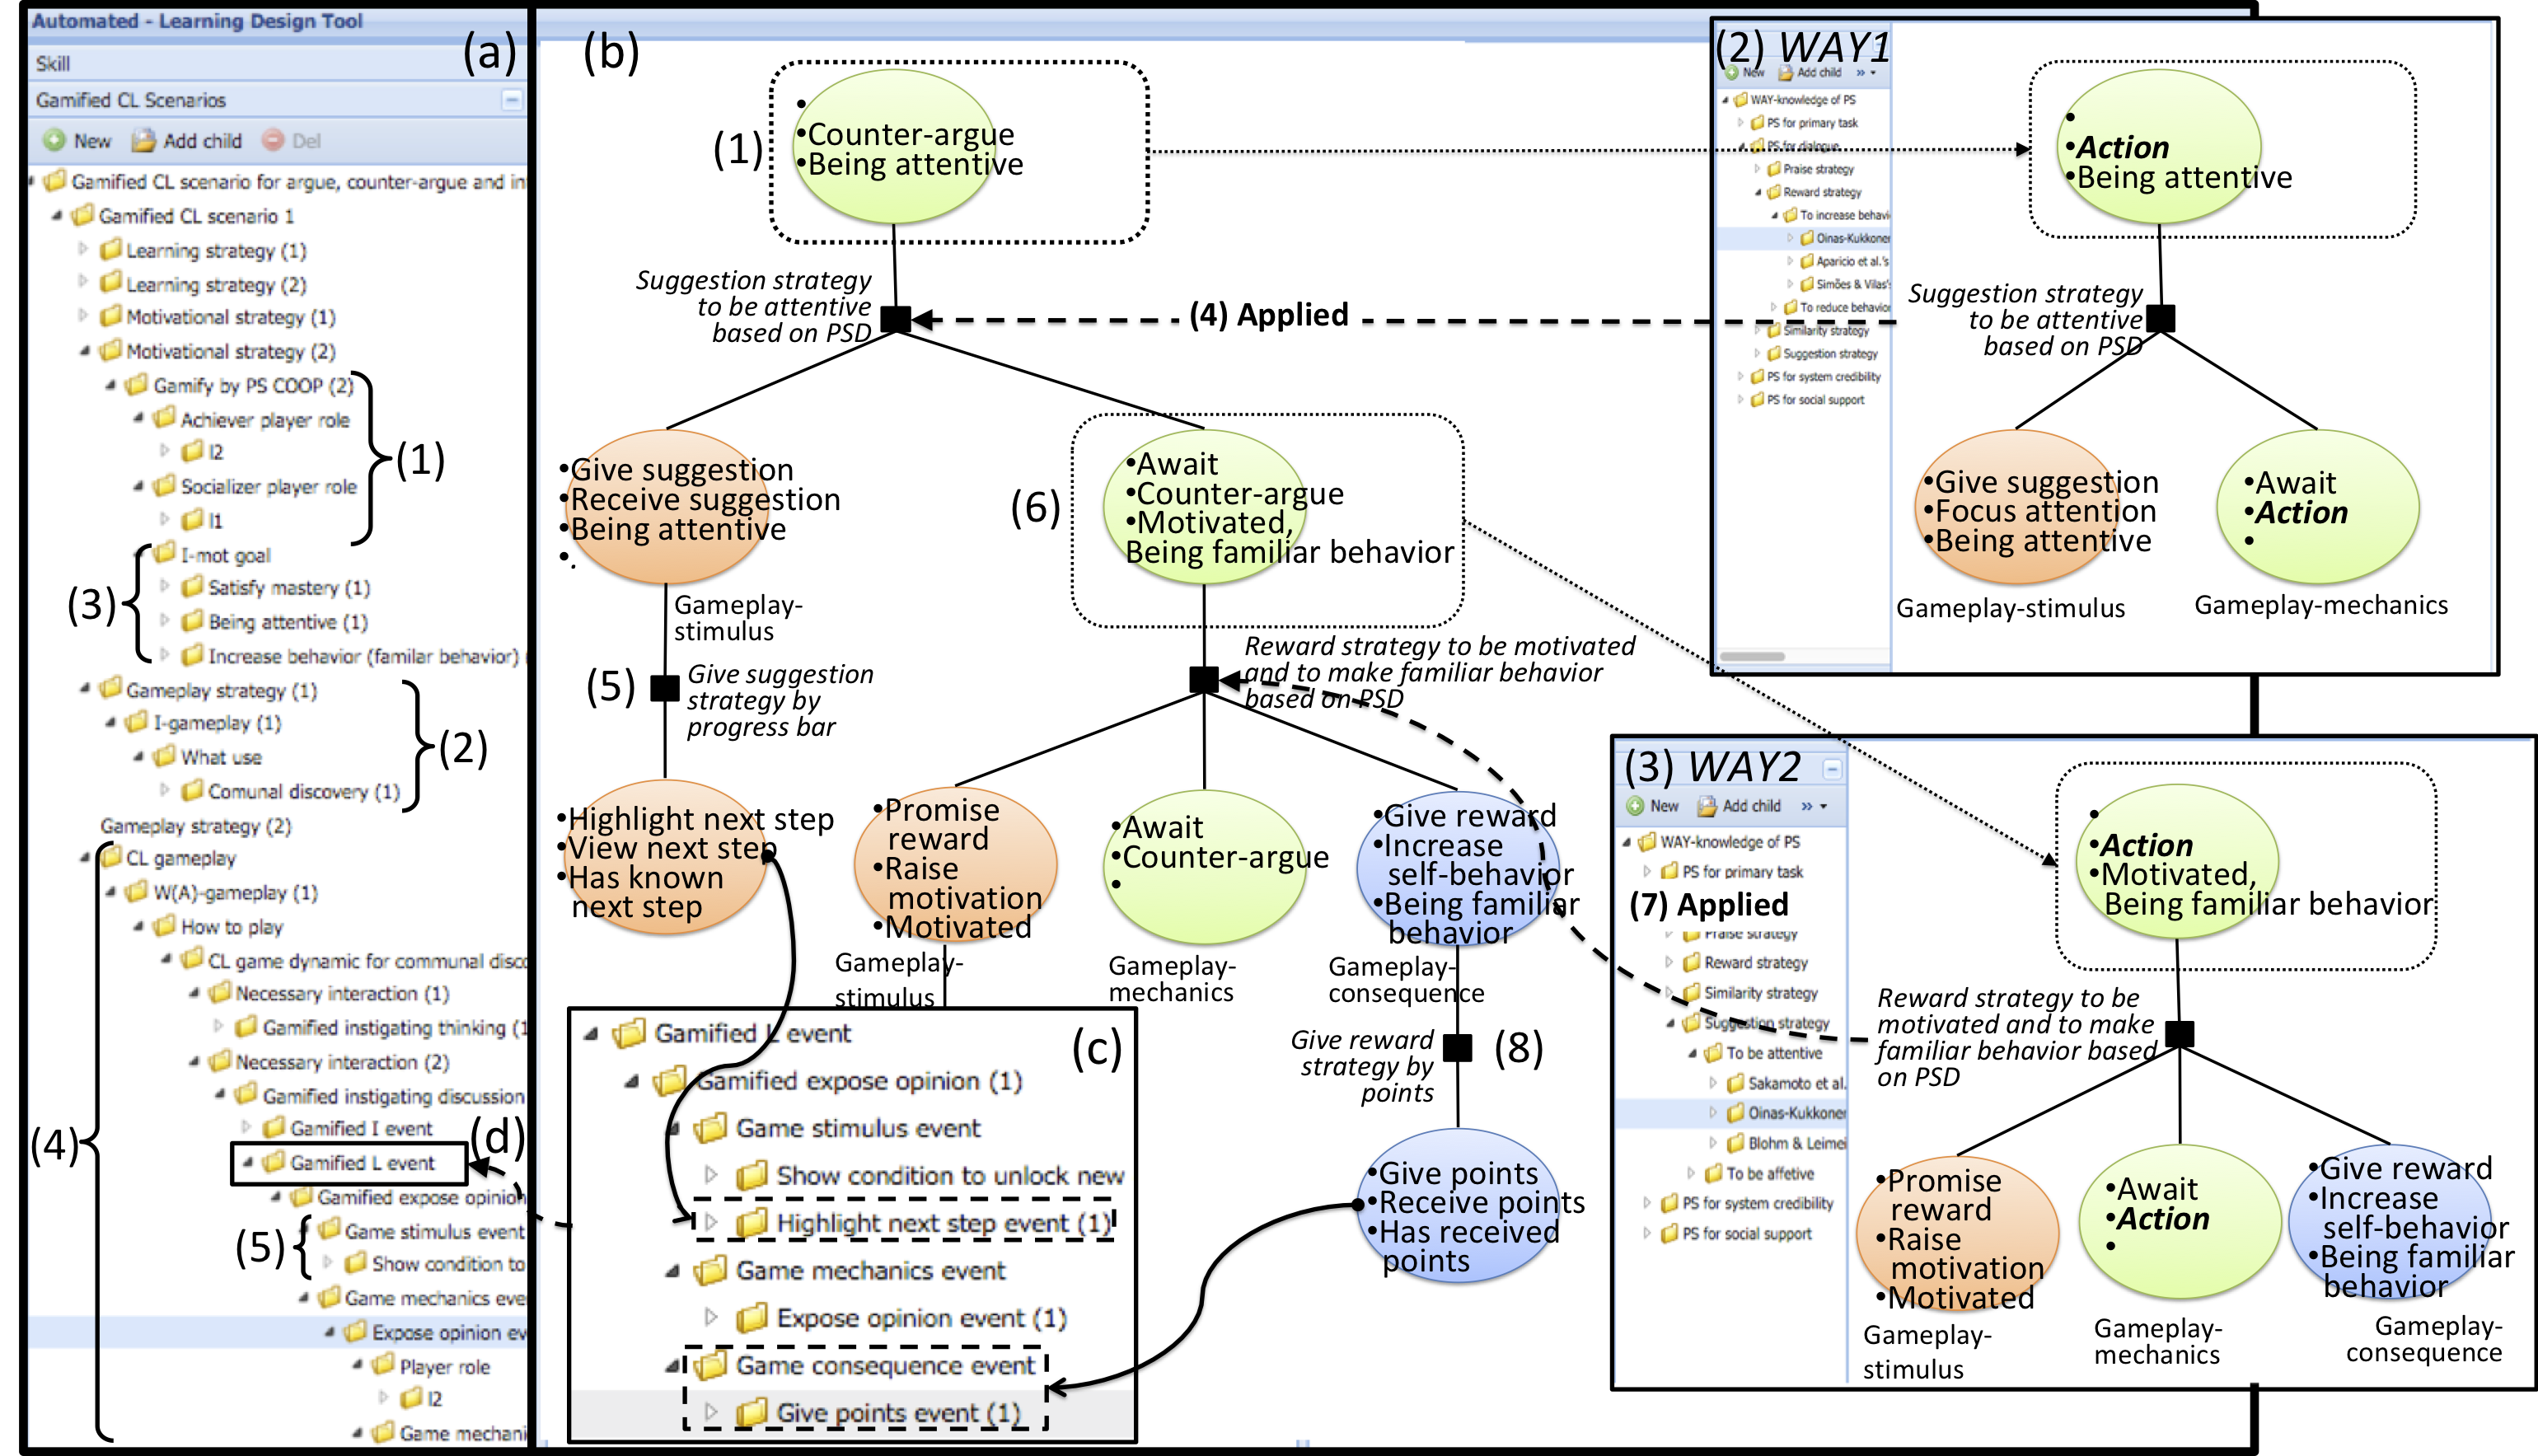 Automated - Learning Design Tool
(a)
Skill
Gamified CL Scenarios
New Add child Del
Gamified CL scenario for argue, counter-argue and in
Gamified CL scenario 1
Learning strategy (1)
Learning strategy (2)
Motivational strategy (1)
Motivational strategy (2)
Gamify by PS COOP (2)
Achiever player role
l2
(1)
Socializer player role
l1
I-mot goal
(3)
Satisfy mastery (1)
Being attentive (1)
Increase behavior (familar behavior)
Gameplay strategy (1)
I-gameplay (1)
(2)
What use
Comunal discovery (1)
Gameplay strategy (2)
CL gameplay
W(A)-gameplay (1)
How to play
CL game dynamic for communal disco
Necessary interaction (1)
Gamified instigating thinking (1
Necessary interaction (2)
Gamified instigating discussion
(4)
Gamified I event
(d)
Gamified L event
Gamified expose opinion
(5)
Game stimulus event
Show condition to
Game mechanics eve
Expose opinion ev
Player role
l2
Game mechani
(b)
(1)
•
•Counter-argue
•Being attentive
Suggestion strategy
to be attentive
based on PSD
(4) Applied
•Give suggestion
•Receive suggestion
•Being attentive
•.
Gameplay-
stimulus
(5)
Give suggestion
strategy by
progress bar
•Highlight next step
•View next step
•Has known
next step
(6)
•Await
•Counter-argue
•Motivated,
Being familiar behavior
Reward strategy to be motivated
and to make familiar behavior
based on PSD
•Promise
reward
•Raise
motivation
•Motivated
Gameplay-
stimulus
•Await
•Counter-argue
•
Gameplay-
mechanics
•Give reward
•Increase
self-behavior
•Being familiar
behavior
Gameplay-
consequence
Give reward
strategy by
points
(8)
•Give points
•Receive points
•Has received
points
(c)
Gamified L event
Gamified expose opinion (1)
Game stimulus event
Show condition to unlock new
Highlight next step event (1)
Game mechanics event
Expose opinion event (1)
Game consequence event
Give points event (1)
(2) WAY1
New Add child »
WAY-knowledge of PS
PS for primary task
PS for dialogue
Praise strategy
Reward strategy
To increase behavi
Oinas-Kukkoner
Aparicio et al.'s
Simões & Vilas's
To reduce behavior
Similarity strategy
Suggestion strategy
PS for system credibility
PS for social support
•
•Action
•Being attentive
Suggestion strategy
to be attentive
based on PSD
•Give suggestion
•Focus attention
•Being attentive
Gameplay-stimulus
•Await
•Action
•
Gameplay-mechanics
(3) WAY2
New Add child »
WAY-knowledge of PS
PS for primary task
(7) Applied
Praise strategy
Reward strategy
Similarity strategy
Suggestion strategy
To be attentive
Sakamoto et al.
Oinas-Kukkoner
Blohm & Leimei
To be affetive
PS for system credibility
PS for social support
•
•Action
•Motivated,
Being familiar behavior
Reward strategy to be
motivated and to make
familiar behavior based
on PSD
•Promise
reward
•Raise
motivation
•Motivated
Gameplay-
stimulus
•Await
•Action
•
Gameplay-
mechanics
•Give reward
•Increase
self-behavior
•Being familiar
behavior
Gameplay-
consequence